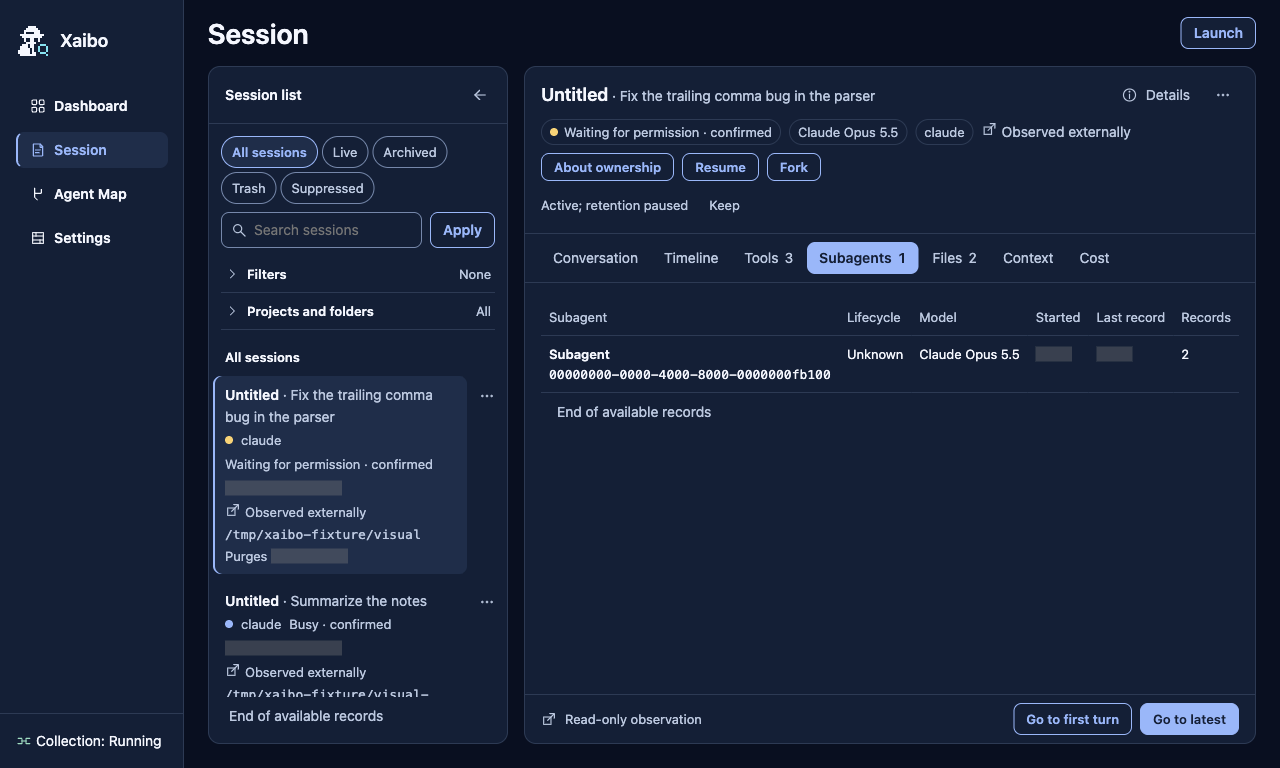 Xaibo
Dashboard
Session
Agent Map
Settings
Collection: Running
Session
Launch
Session list
All sessions
Live
Archived
Trash
Suppressed
Search sessions
Apply
Filters
None
Projects and folders
All
All sessions
Untitled · Fix the trailing comma
bug in the parser
claude
Waiting for permission · confirmed
Observed externally
/tmp/xaibo-fixture/visual
Purges
Untitled · Summarize the notes
claude Busy · confirmed
Observed externally
/tmp/xaibo-fixture/visual-
End of available records
Untitled · Fix the trailing comma bug in the parser
Details
Waiting for permission · confirmed
Claude Opus 5.5
claude
Observed externally
About ownership
Resume
Fork
Active; retention paused
Keep
Conversation
Timeline
Tools 3
Subagents 1
Files 2
Context
Cost
Subagent Lifecycle Model Started Last record Records
Subagent Unknown Claude Opus 5.5 2
00000000-0000-4000-8000-0000000fb100
End of available records
Read-only observation
Go to first turn
Go to latest